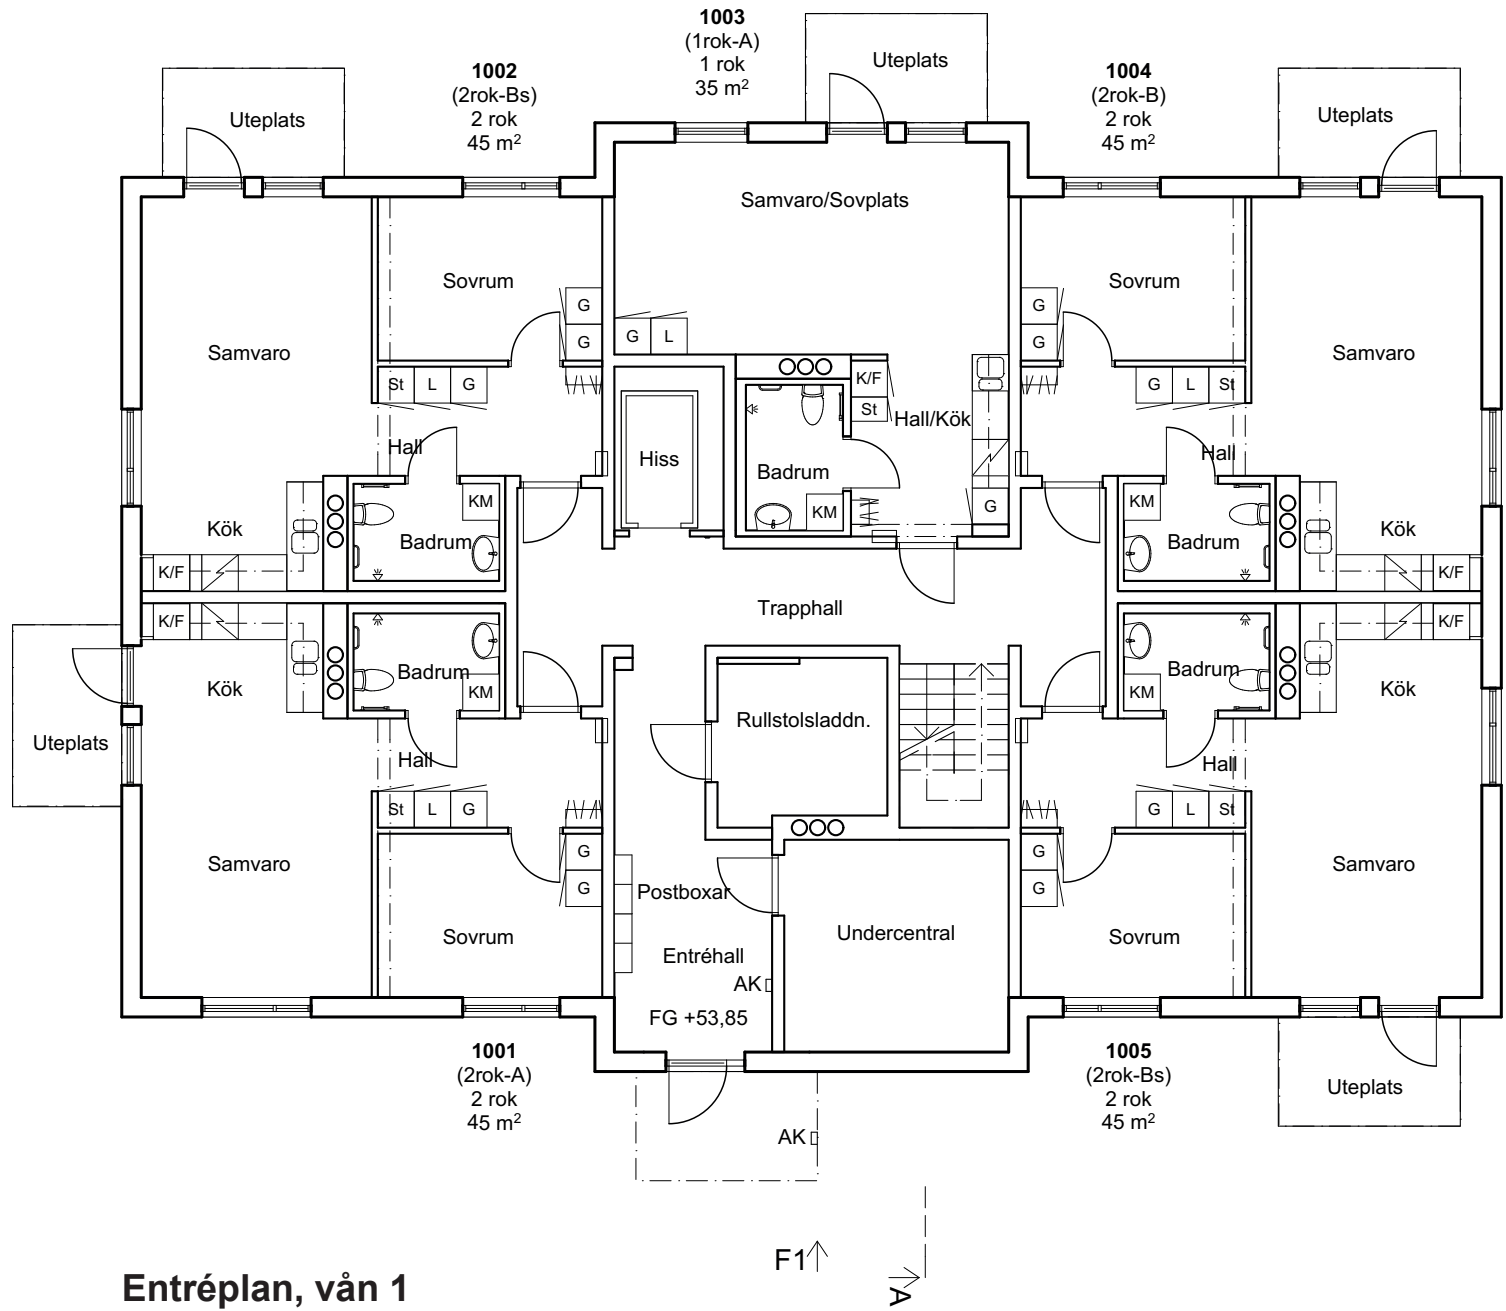 1003
(1rok-A)
1 rok
35 m²
Uteplats
1002
(2rok-Bs)
2 rok
45 m²
1004
(2rok-B)
2 rok
45 m²
Uteplats
Uteplats
Samvaro/Sovplats
Sovrum
Sovrum
G
G
G
G
G
L
Samvaro
Samvaro
St
L
G
K/F
St
G
L
St
Hall/Kök
Hall
Hall
Hiss
Badrum
KM
KM
G
KM
Kök
Badrum
Badrum
Kök
K/F
K/F
Trapphall
K/F
K/F
Badrum
Badrum
Kök
KM
KM
Kök
Rullstolsladdn.
Uteplats
Hall
Hall
St
L
G
G
L
St
G
G
G
G
Samvaro
Samvaro
Postboxar
Sovrum
Undercentral
Sovrum
Entréhall
AK
FG +53,85
1001
(2rok-A)
2 rok
45 m²
1005
(2rok-Bs)
2 rok
45 m²
Uteplats
AK
F1
A
Entréplan, vån 1